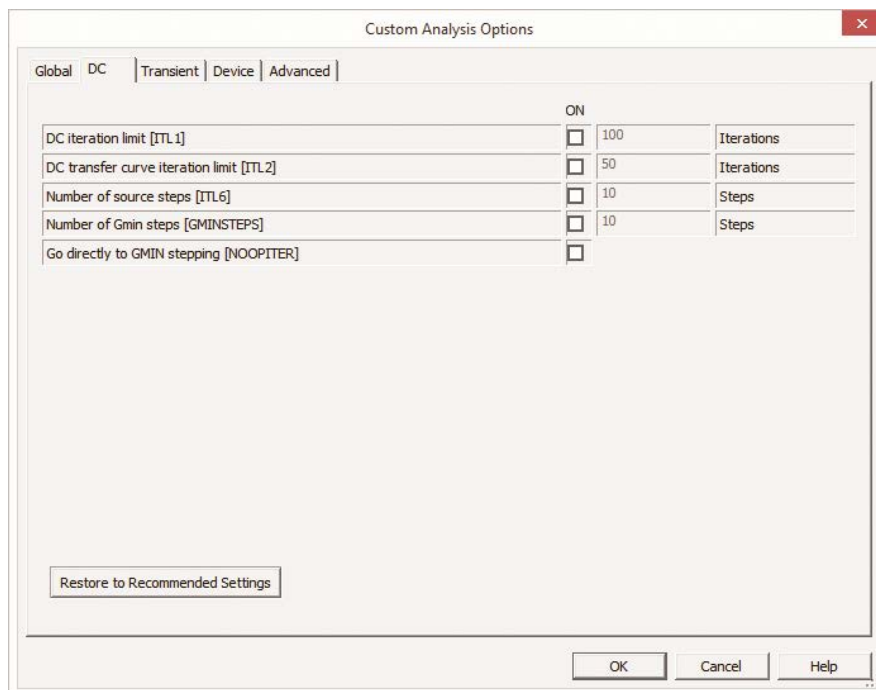 Custom Analysis Options
Global DC Transient Device Advanced
ON
DC iteration limit [ITL1] 100 Iterations
DC transfer curve iteration limit [ITL2] 50 Iterations
Number of source steps [ITL6] 10 Steps
Number of Gmin steps [GMINSTEPS] 10 Steps
Go directly to GMIN stepping [NOOPITER]
Restore to Recommended Settings
OK Cancel Help